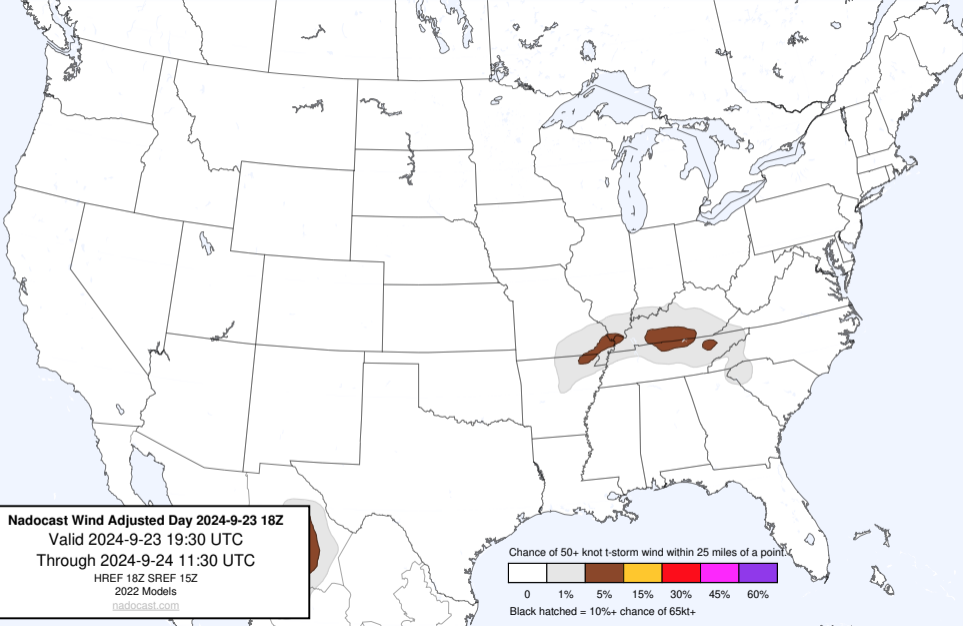 Nadocast Wind Adjusted Day 2024-9-23 18Z
Valid 2024-9-23 19:30 UTC
Through 2024-9-24 11:30 UTC
HREF 18Z SREF 15Z
2022 Models
nadocast.com
Chance of 50+ knot t-storm wind within 25 miles of a point.
0 1% 5% 15% 30% 45% 60%
Black hatched = 10%+ chance of 65kt+